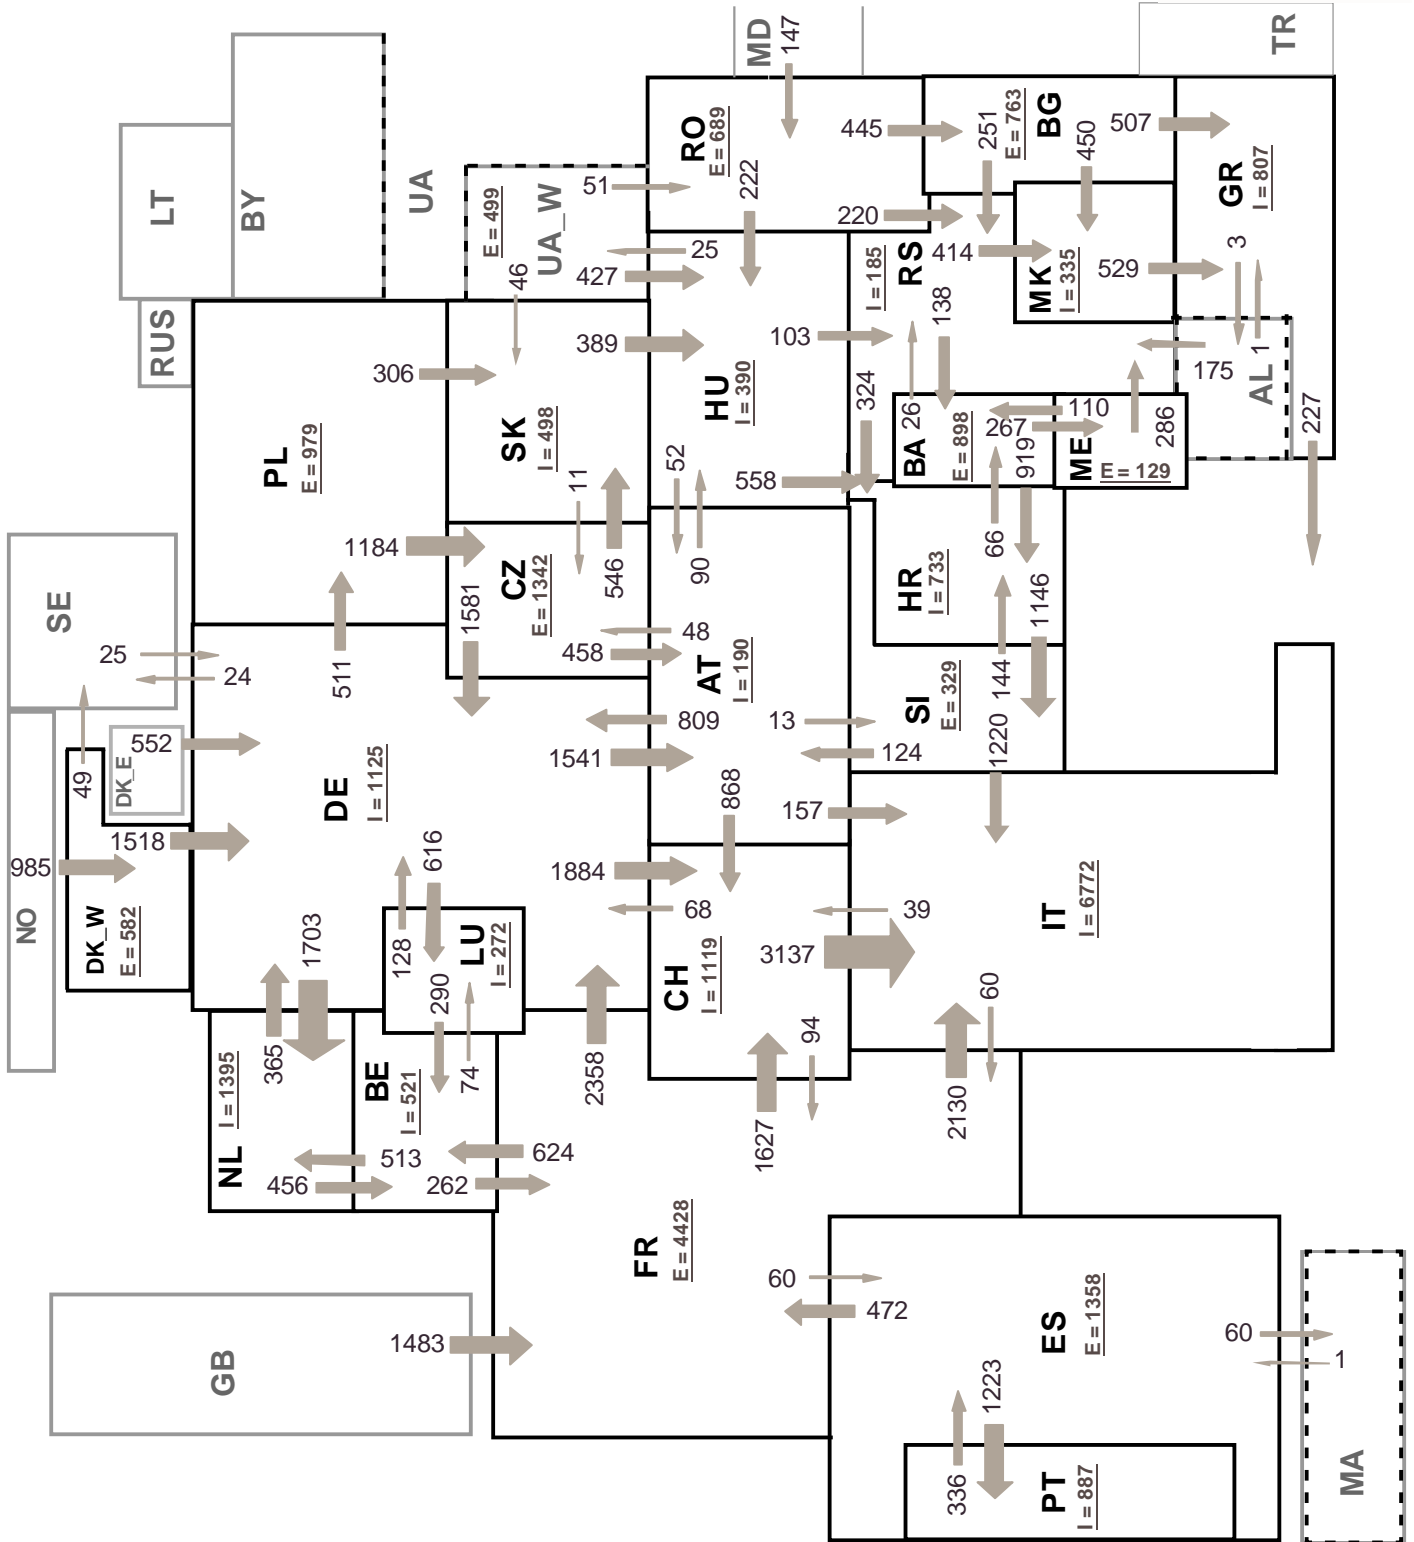 MD
147
TR
LT
BY
UA
RUS
E = 499
UA_W
46
51
25
427
RO
E = 689
222
445
220
251
E = 763
BG
450
507
GR
I = 807
3
1
AL
175
227
I = 185
RS
414
MK
I = 335
529
138
103
324
HU
I = 390
389
306
SK
I = 498
11
546
PL
E = 979
1184
511
1581
CZ
E = 1342
458
48
52
90
558
BA
26
E = 898
267
110
919
ME
E = 129
286
HR
I = 733
66
144
1146
SI
E = 329
1220
13
124
157
AT
I = 190
809
1541
868
SE
25
24
49
552
DK_E
1518
985
NO
DK_W
E = 582
DE
I = 1125
616
128
1884
68
LU
I = 272
290
74
1703
365
2358
NL
I = 1395
BE
I = 521
513
456
624
262
CH
I = 1119
3137
39
94
1627
IT
I = 6772
60
2130
FR
E = 4428
GB
1483
60
472
ES
E = 1358
60
1
MA
1223
336
PT
I = 887